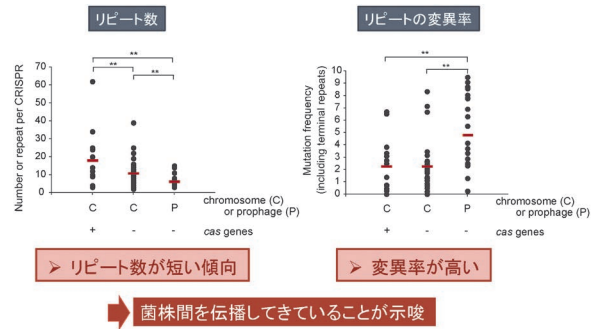 リピート数
リピートの変異率
**
**
**
Number or repeat per CRISPR
70
60
50
40
30
20
10
0
C C P
+ - -
chromosome (C)
or prophage (P)
cas genes
**
**
Mutation frequency
(including terminal repeats)
10
9
8
7
6
5
4
3
2
1
0
C C P
+ - -
chromosome (C)
or prophage (P)
cas genes
➢ リピート数が短い傾向
➢ 変異率が高い
菌株間を伝播してきていることが示唆